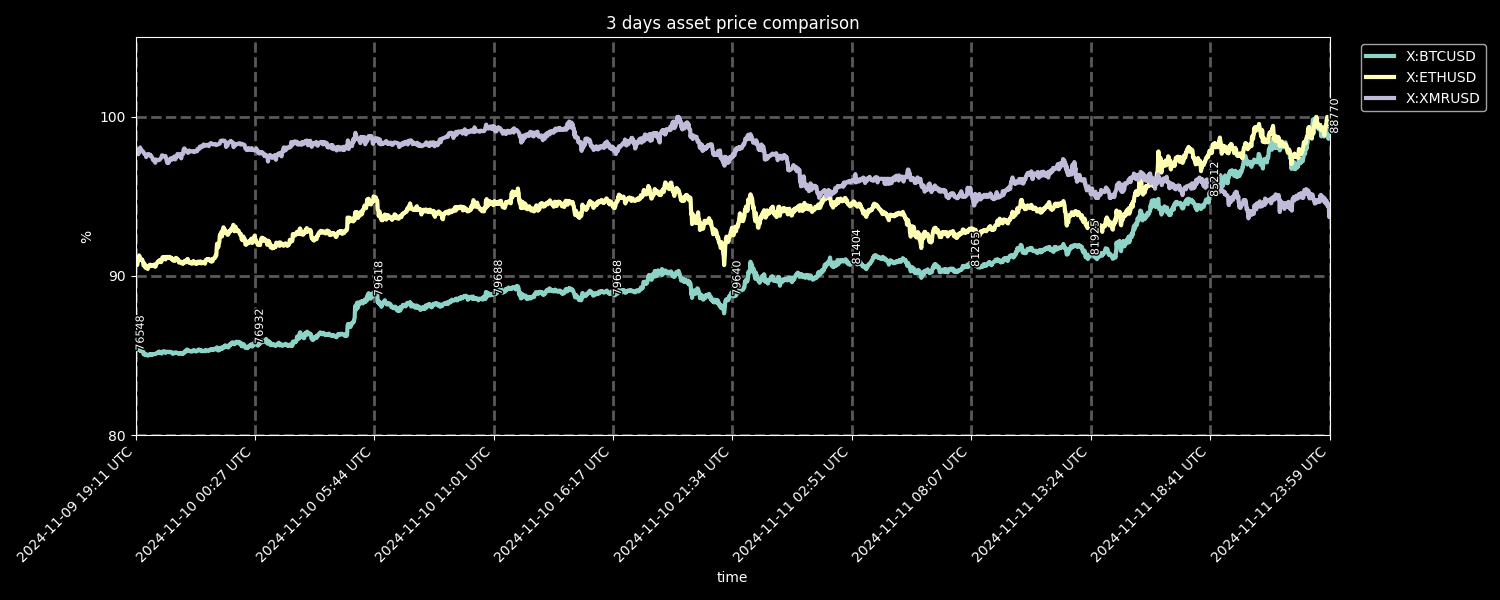 3 days asset price comparison
X:BTCUSD
X:ETHUSD
X:XMRUSD
%
100
90
80
76548
76932
79618
79688
79668
79640
81404
81265
81925
85212
88770
2024-11-09 19:11 UTC
2024-11-10 00:27 UTC
2024-11-10 05:44 UTC
2024-11-10 11:01 UTC
2024-11-10 16:17 UTC
2024-11-10 21:34 UTC
2024-11-11 02:51 UTC
2024-11-11 08:07 UTC
2024-11-11 13:24 UTC
2024-11-11 18:41 UTC
2024-11-11 23:59 UTC
time